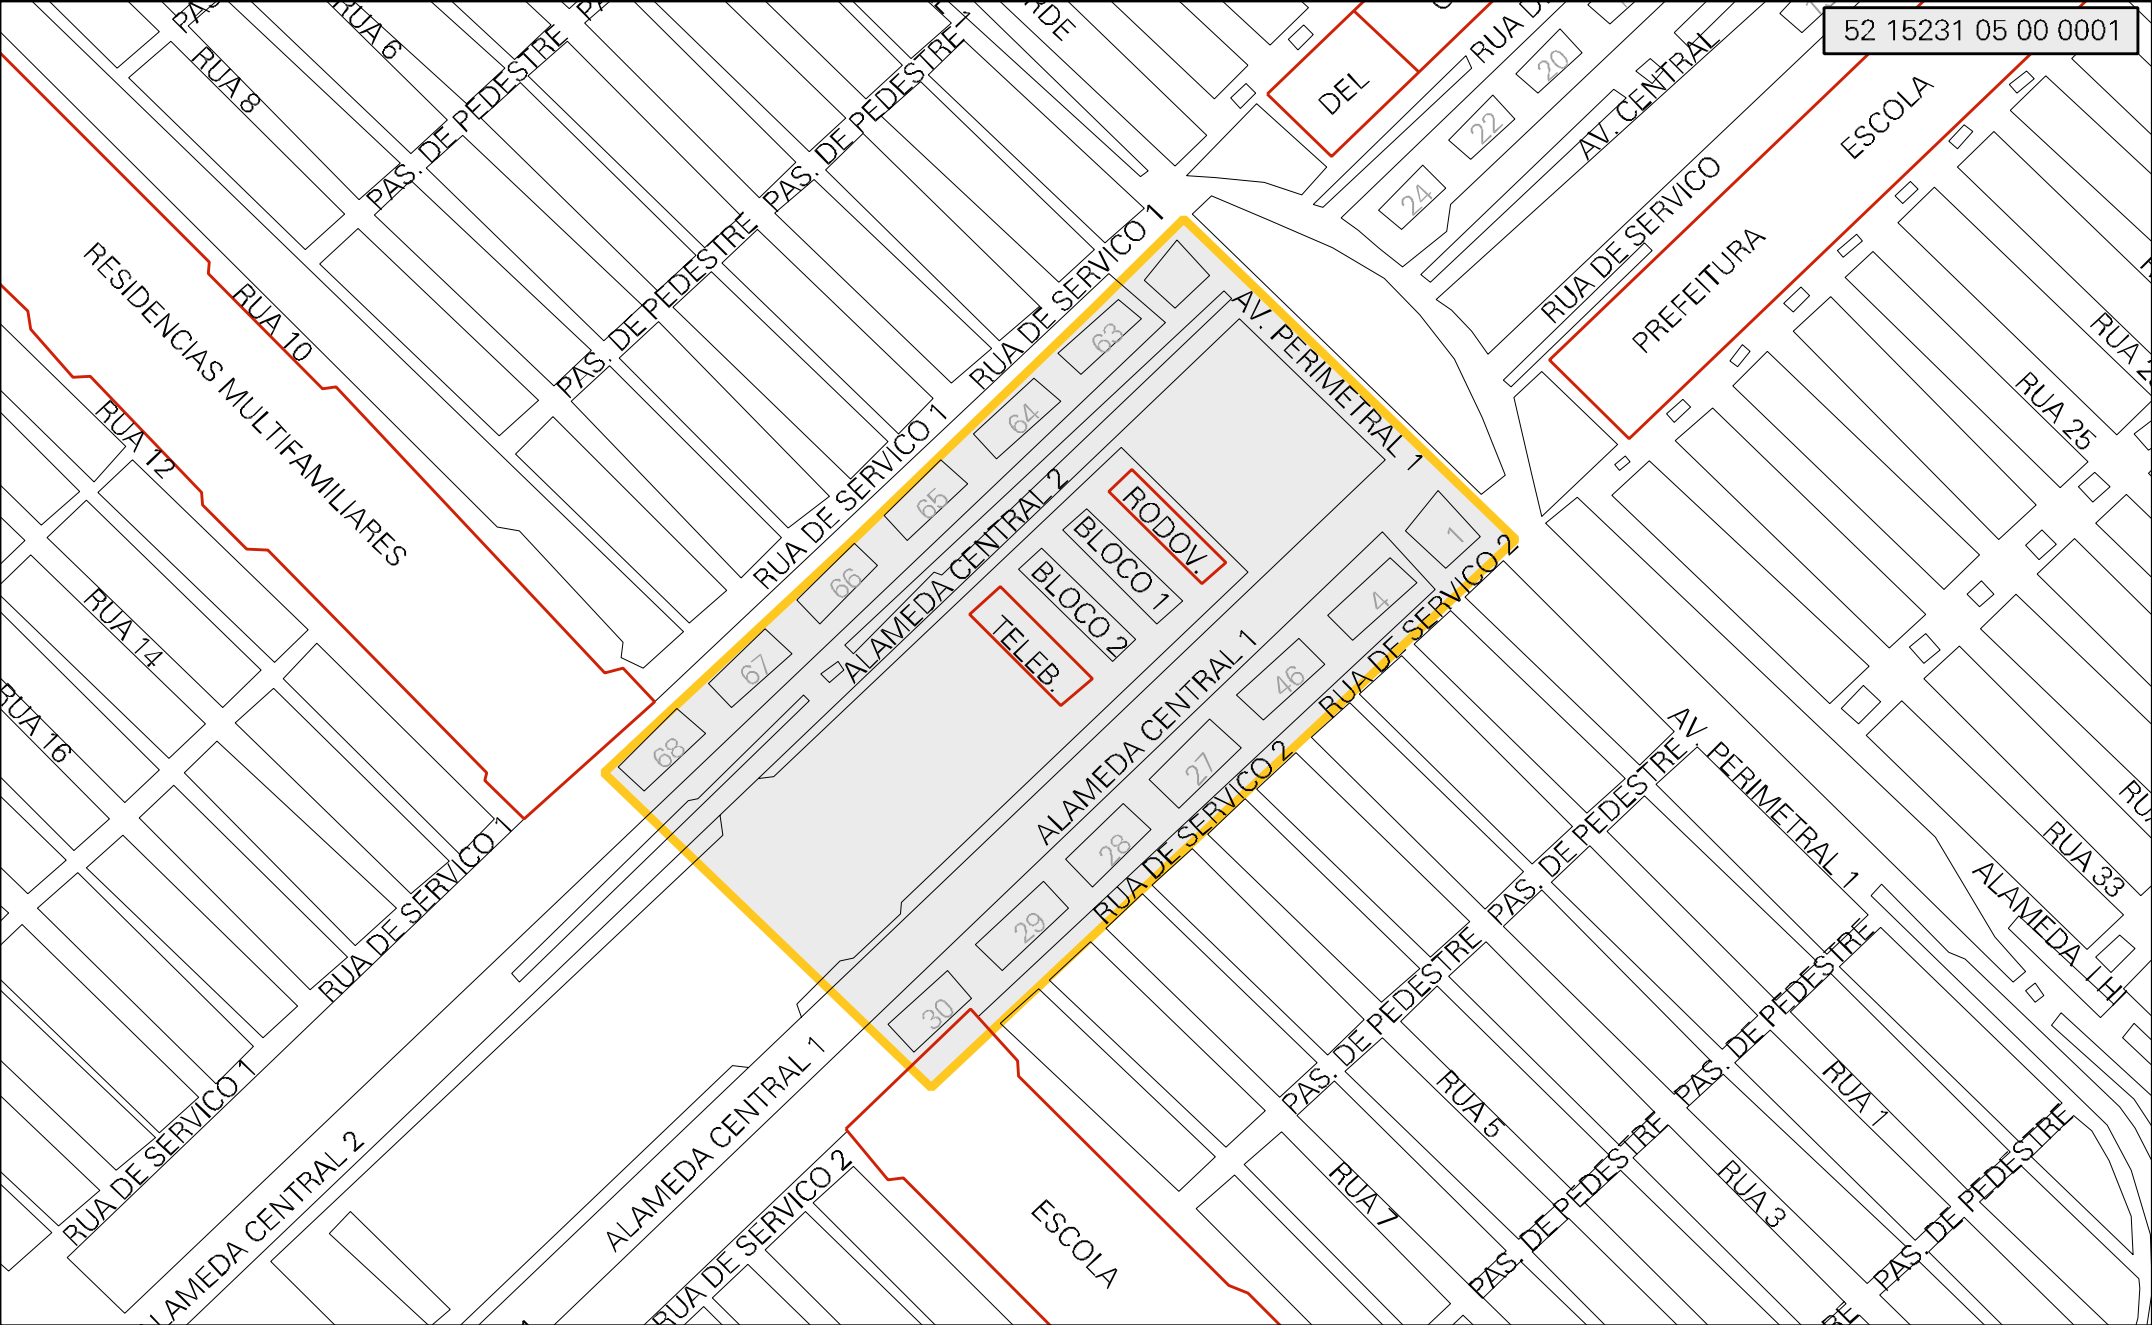 52 15231 05 00 0001
RUA 6
RUA 8
PAS. DE PEDESTRE
PAS. DE PEDESTRE
PAS. DE PEDESTRE
DEL
20
22
24
AV. CENTRAL
RUA DE SERVICO
ESCOLA
PREFEITURA
RESIDENCIAS MULTIFAMILIARES
RUA 10
RUA 12
RUA 14
RUA 16
RUA DE SERVICO 1
RUA DE SERVICO 1
RUA DE SERVICO 1
AV. PERIMETRAL 1
63
64
65
66
67
68
ALAMEDA CENTRAL 2
RODOV.
BLOCO 1
BLOCO 2
TELEB.
1
4
46
27
28
29
30
ALAMEDA CENTRAL 1
RUA DE SERVICO 2
RUA DE SERVICO 2
RUA 25
RUA 33
AV. PERIMETRAL 1
PAS. DE PEDESTRE
PAS. DE PEDESTRE
PAS. DE PEDESTRE
PAS. DE PEDESTRE
PAS. DE PEDESTRE
ALAMEDA
RUA 1
RUA 3
RUA 5
RUA 7
RUA DE SERVICO 1
RUA DE SERVICO 1
LAMEDA CENTRAL 2
ALAMEDA CENTRAL 1
RUA DE SERVICO 2
ESCOLA